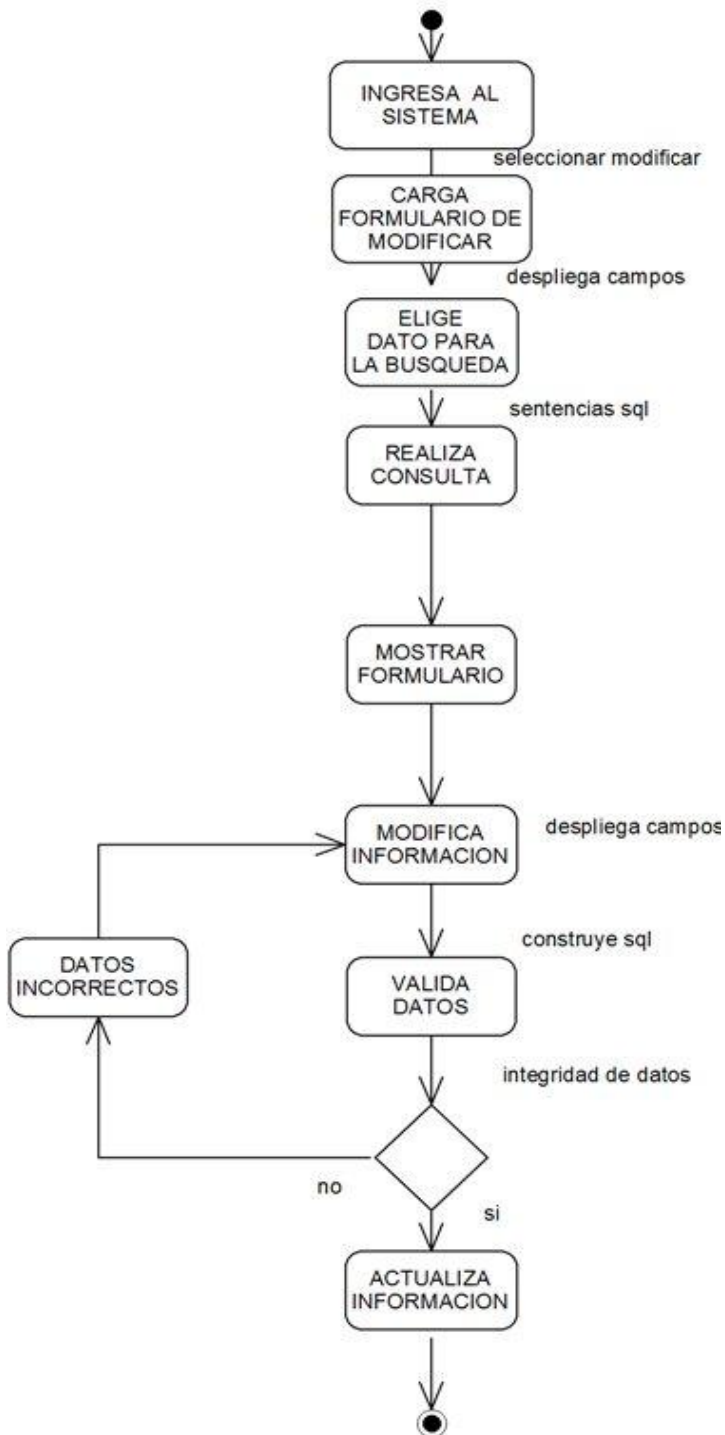 INGRESA AL
SISTEMA
seleccionar modificar
CARGA
FORMULARIO DE
MODIFICAR
despliega campos
ELIGE
DATO PARA
LA BUSQUEDA
sentencias sql
REALIZA
CONSULTA
MOSTRAR
FORMULARIO
MODIFICA
INFORMACION
despliega campos
construye sql
DATOS
INCORRECTOS
VALIDA
DATOS
integridad de datos
no
si
ACTUALIZA
INFORMACION